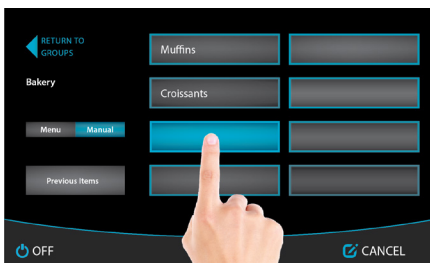 RETURN TO
GROUPS
Bakery
Menu Manual
Previous Items
Muffins
Croissants
OFF
CANCEL